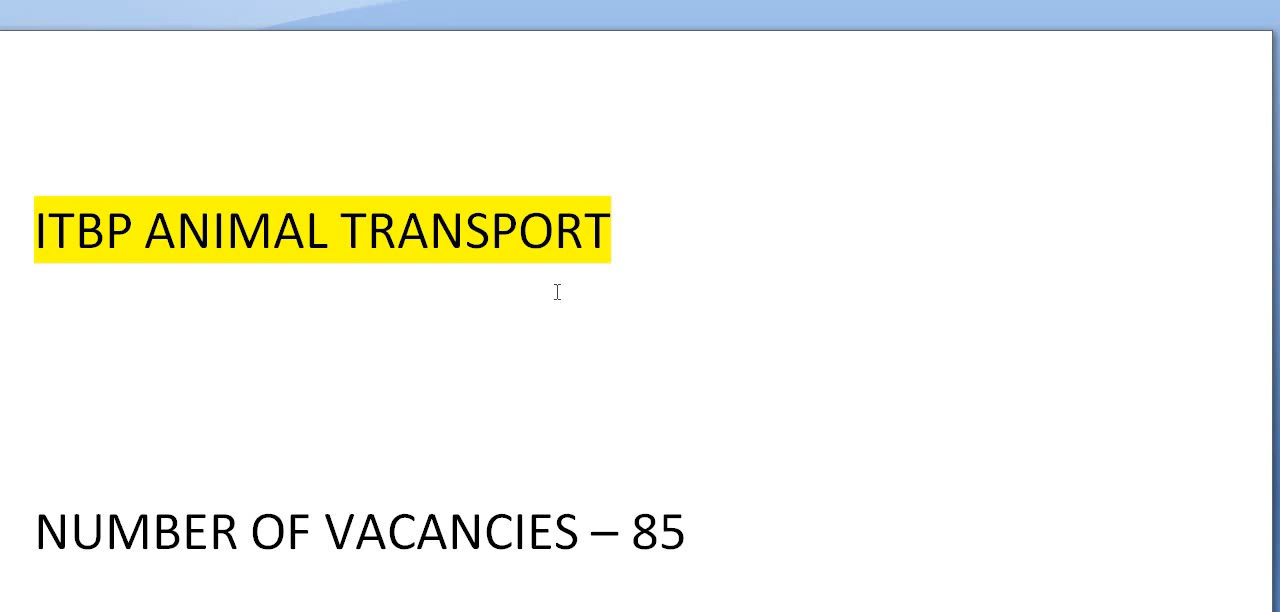 ITBP ANIMAL TRANSPORT
NUMBER OF VACANCIES – 85